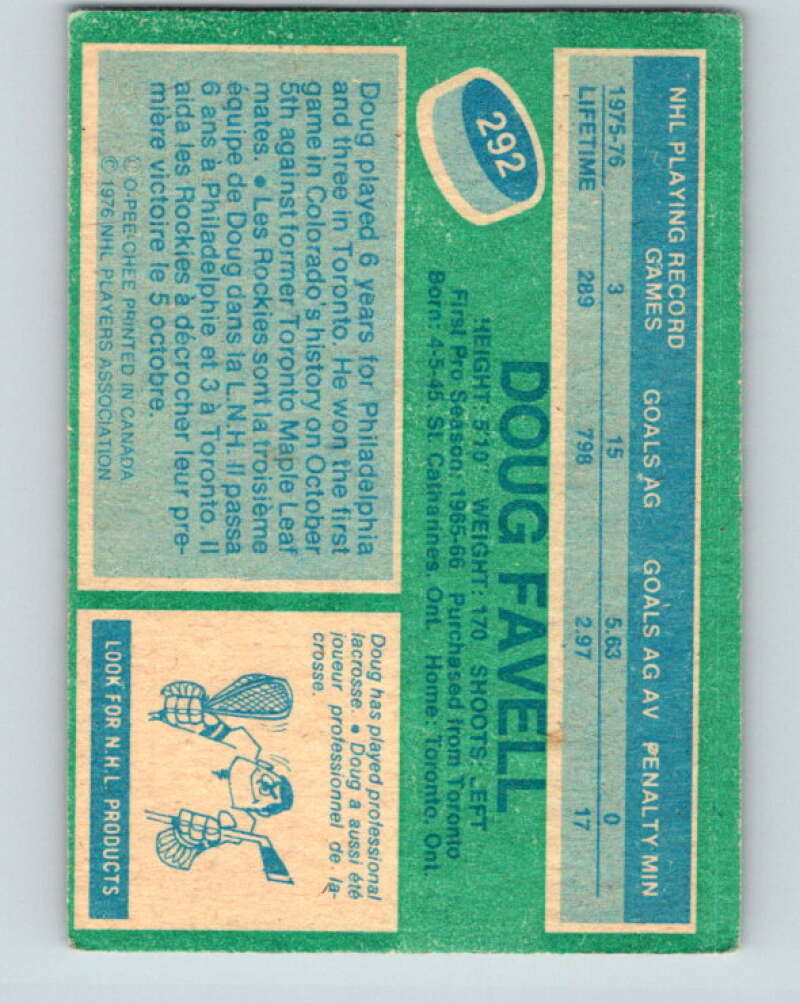 NHL PLAYING RECORD
GAMES GOALS AG GOALS AG AV PENALTY MIN
1975-76 3 15 5.63 0
LIFETIME 289 798 2.97 17
292
DOUG FAVELL
HEIGHT: 5'10" WEIGHT: 170 SHOOTS: LEFT
First Pro Season: 1965-66 Purchased from Toronto
Born: 4-5-45 St. Catharines, Ont. Home: Toronto, Ont.
Doug played 6 years for Philadelphia
and three in Toronto. He won the first
game in Colorado's history on October
5th against former Toronto Maple Leaf
mates. • Les Rockies sont la troisième
équipe de Doug dans la L.N.H. Il passa
6 ans à Philadelphie et 3 à Toronto. Il
aida les Rockies à décrocher leur pre-
mière victoire le 5 octobre.
© O-PEE-CHEE PRINTED IN CANADA
© 1976 NHL PLAYERS ASSOCIATION
Doug has played professional
lacrosse. • Doug a aussi été
joueur professionnel de la-
crosse.
LOOK FOR N.H.L. PRODUCTS